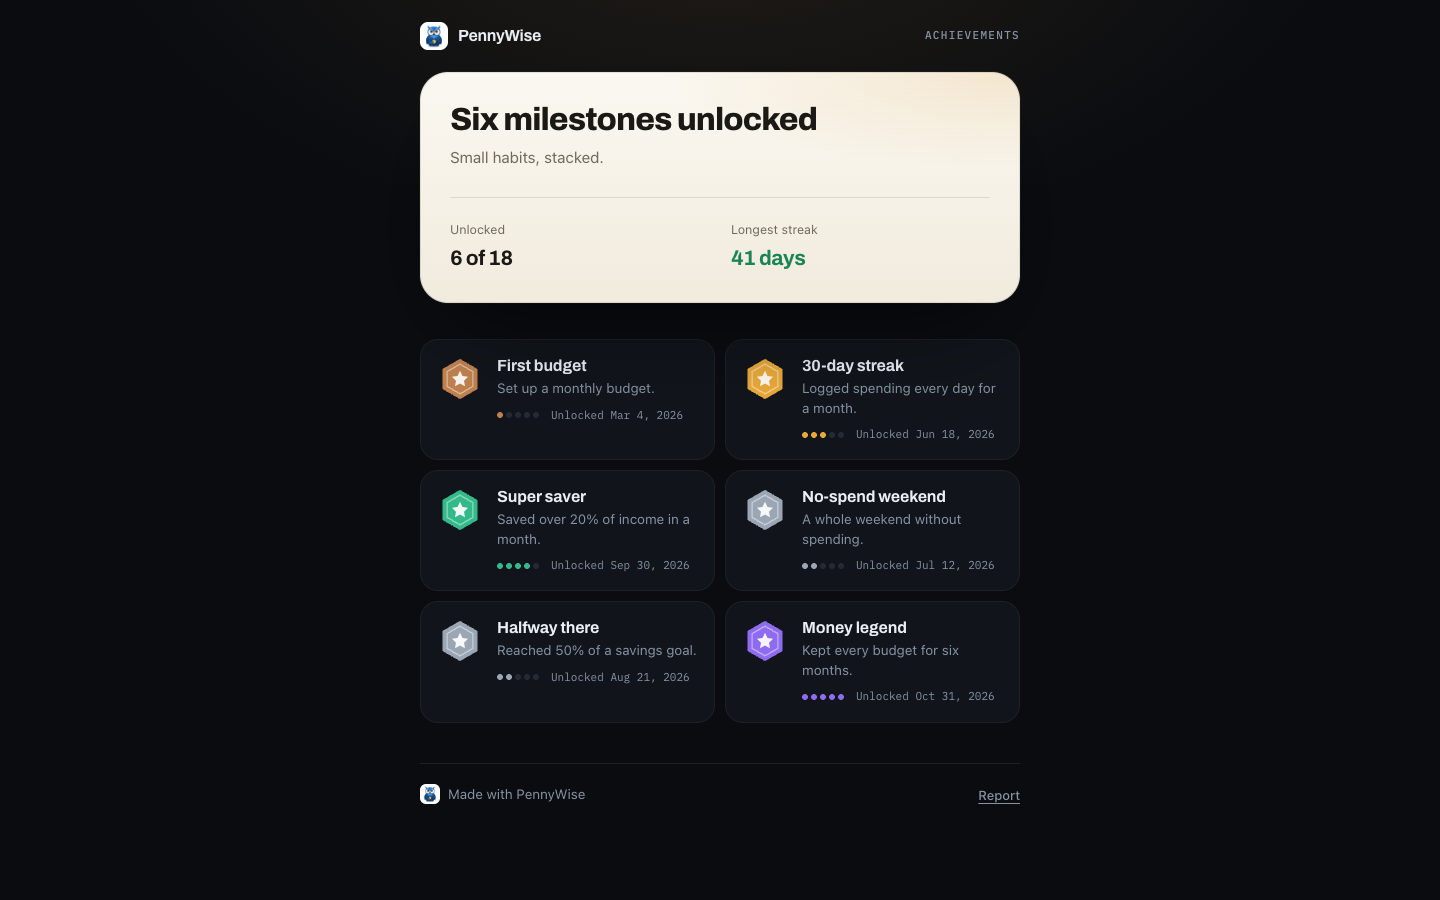 PennyWise
ACHIEVEMENTS
Six milestones unlocked
Small habits, stacked.
Unlocked
6 of 18
Longest streak
41 days
First budget
Set up a monthly budget.
Unlocked Mar 4, 2026
30-day streak
Logged spending every day for
a month.
Unlocked Jun 18, 2026
Super saver
Saved over 20% of income in a
month.
Unlocked Sep 30, 2026
No-spend weekend
A whole weekend without
spending.
Unlocked Jul 12, 2026
Halfway there
Reached 50% of a savings goal.
Unlocked Aug 21, 2026
Money legend
Kept every budget for six
months.
Unlocked Oct 31, 2026
Made with PennyWise
Report